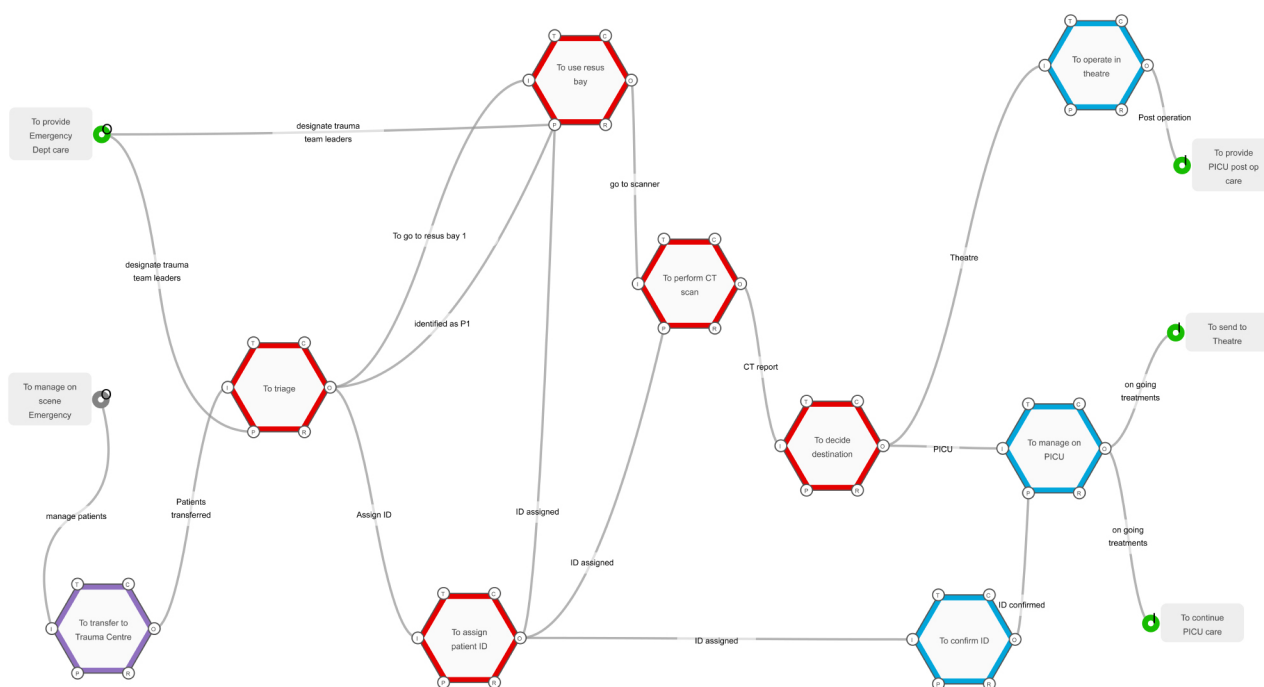 T
C
To use resus
bay
I
O
P
R
T
C
To operate in
theatre
I
O
P
R
Post operation
To provide
Emergency
Dept care
O
designate trauma
team leaders
To provide
PICU post op
care
I
go to scanner
To go to resus bay 1
T
C
To perform CT
scan
I
O
P
R
Theatre
designate trauma
team leaders
identified as P1
To send to
Theatre
I
T
C
To triage
I
O
P
R
CT report
To manage on
scene
Emergency
O
on going
treatments
T
C
To decide
destination
I
O
P
R
PICU
T
C
To manage on
PICU
I
O
P
R
manage patients
Patients
transferred
Assign ID
ID assigned
ID assigned
on going
treatments
T
C
To transfer to
Trauma Centre
I
O
P
R
T
C
To assign
patient ID
I
O
P
R
ID assigned
T
C
To confirm ID
I
O
P
R
ID confirmed
To continue
PICU care
I